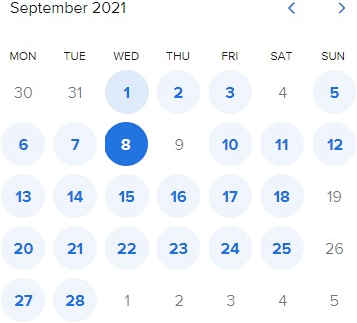 September 2021
MON TUE WED THU FRI SAT SUN
30 31 1 2 3 4 5
6 7 8 9 10 11 12
13 14 15 16 17 18 19
20 21 22 23 24 25 26
27 28 1 2 3 4 5